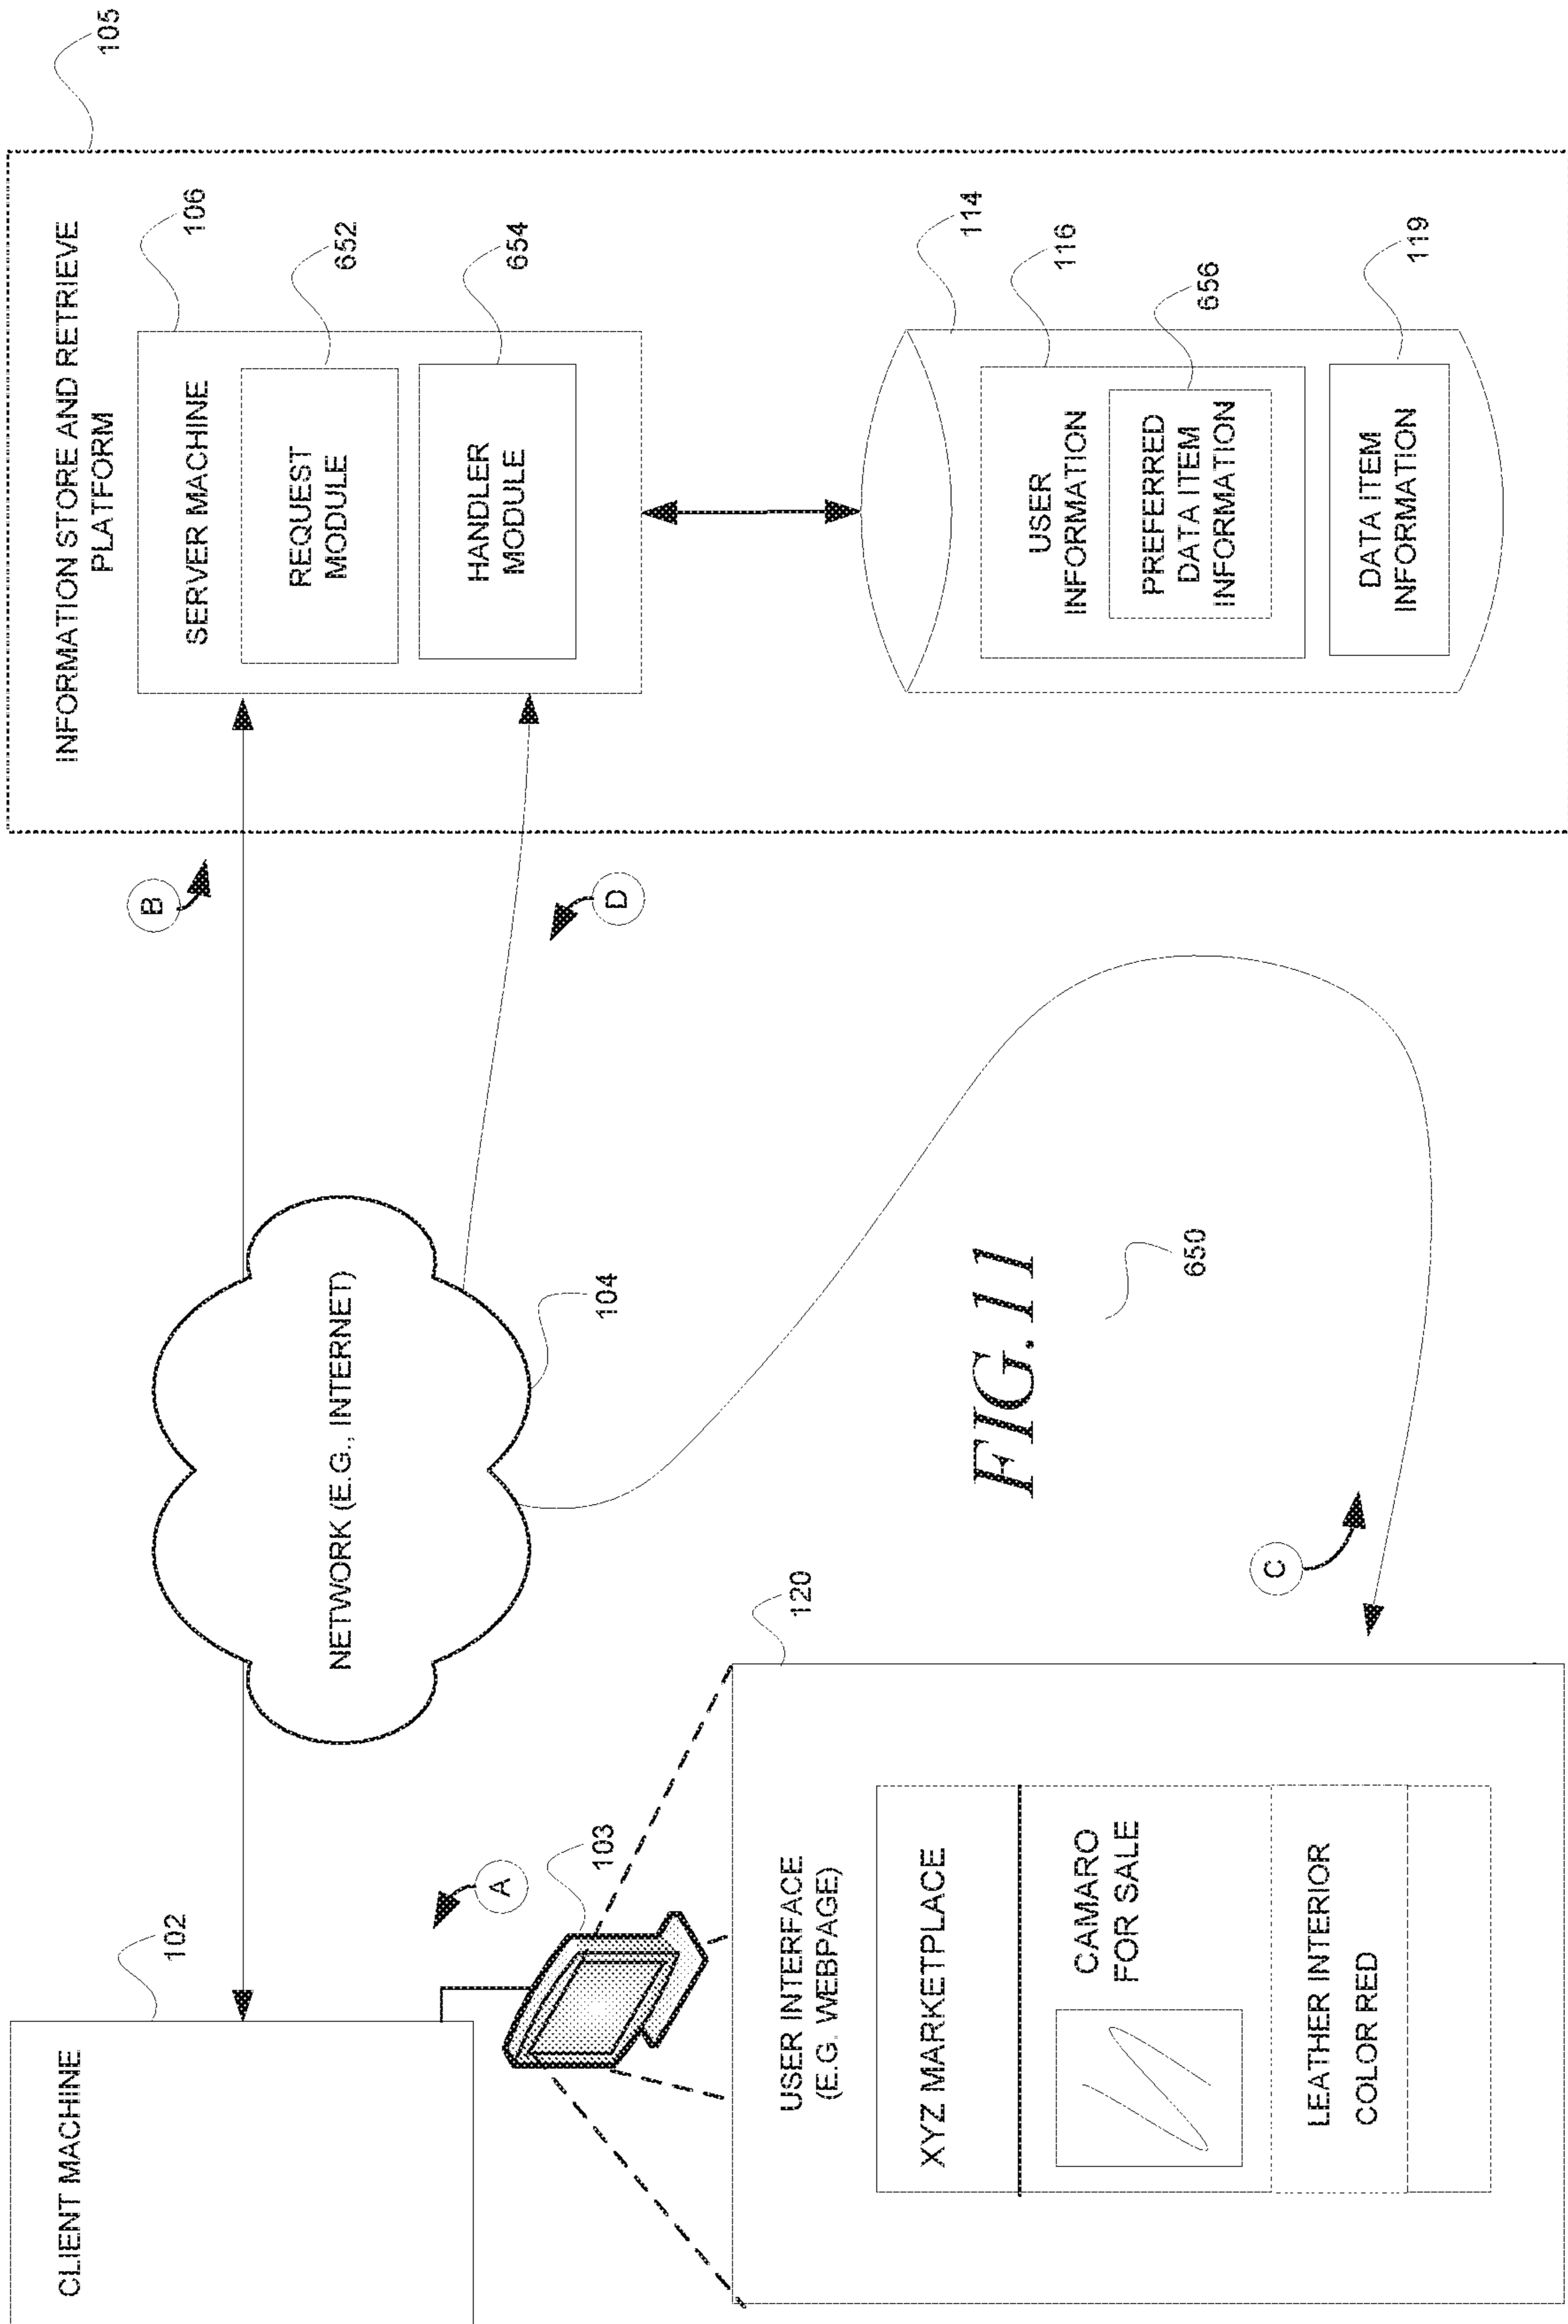 CLIENT MACHINE
102
A
103
NETWORK (E.G., INTERNET)
104
B
D
INFORMATION STORE AND RETRIEVE
PLATFORM
105
SERVER MACHINE
106
REQUEST
MODULE
652
HANDLER
MODULE
654
114
USER
INFORMATION
116
PREFERRED
DATA ITEM
INFORMATION
656
DATA ITEM
INFORMATION
119
USER INTERFACE
(E.G. WEBPAGE)
120
XYZ MARKETPLACE
CAMARO
FOR SALE
LEATHER INTERIOR
COLOR RED
C
FIG. 11
650